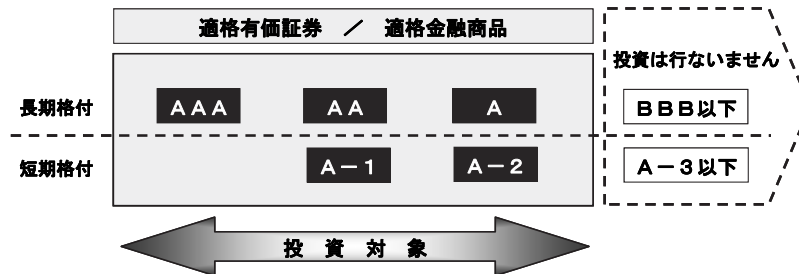 適格有価証券 ／ 適格金融商品
投資は行ないません
長期格付 ＡＡＡ ＡＡ Ａ ＢＢＢ以下
短期格付 Ａ－１ Ａ－２ Ａ－３以下
投資対象